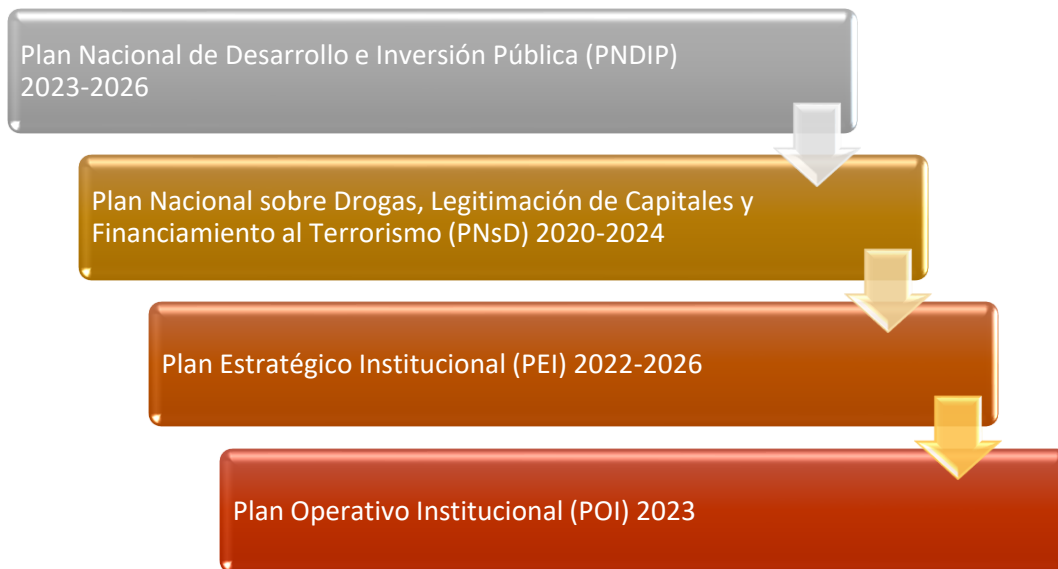 Plan Nacional de Desarrollo e Inversión Pública (PNDIP)
2023-2026
Plan Nacional sobre Drogas, Legitimación de Capitales y
Financiamiento al Terrorismo (PNsD) 2020-2024
Plan Estratégico Institucional (PEI) 2022-2026
Plan Operativo Institucional (POI) 2023